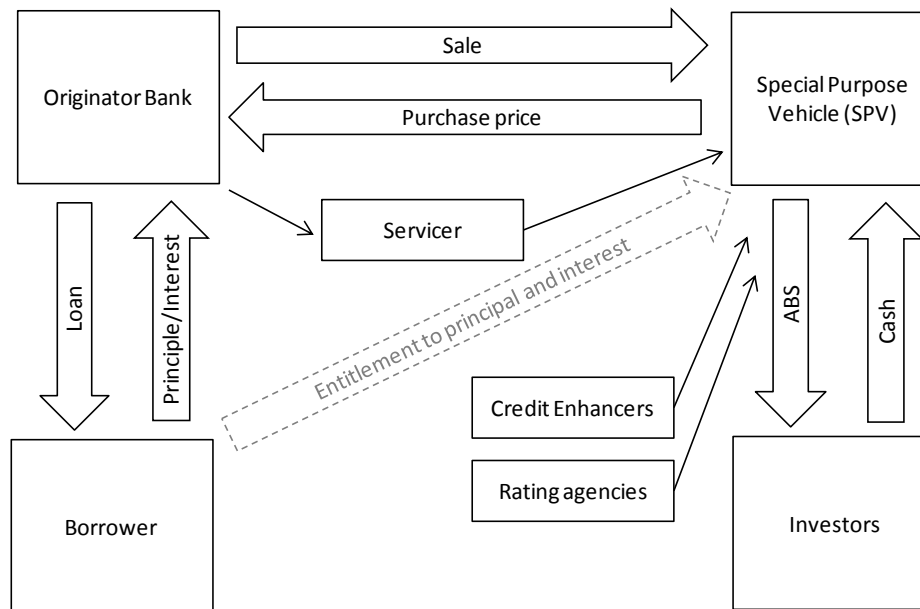 Sale
Originator Bank
Special Purpose
Vehicle (SPV)
Purchase price
Servicer
Loan
Principle/Interest
Entitlement to principal and interest
ABS
Cash
Credit Enhancers
Rating agencies
Borrower
Investors